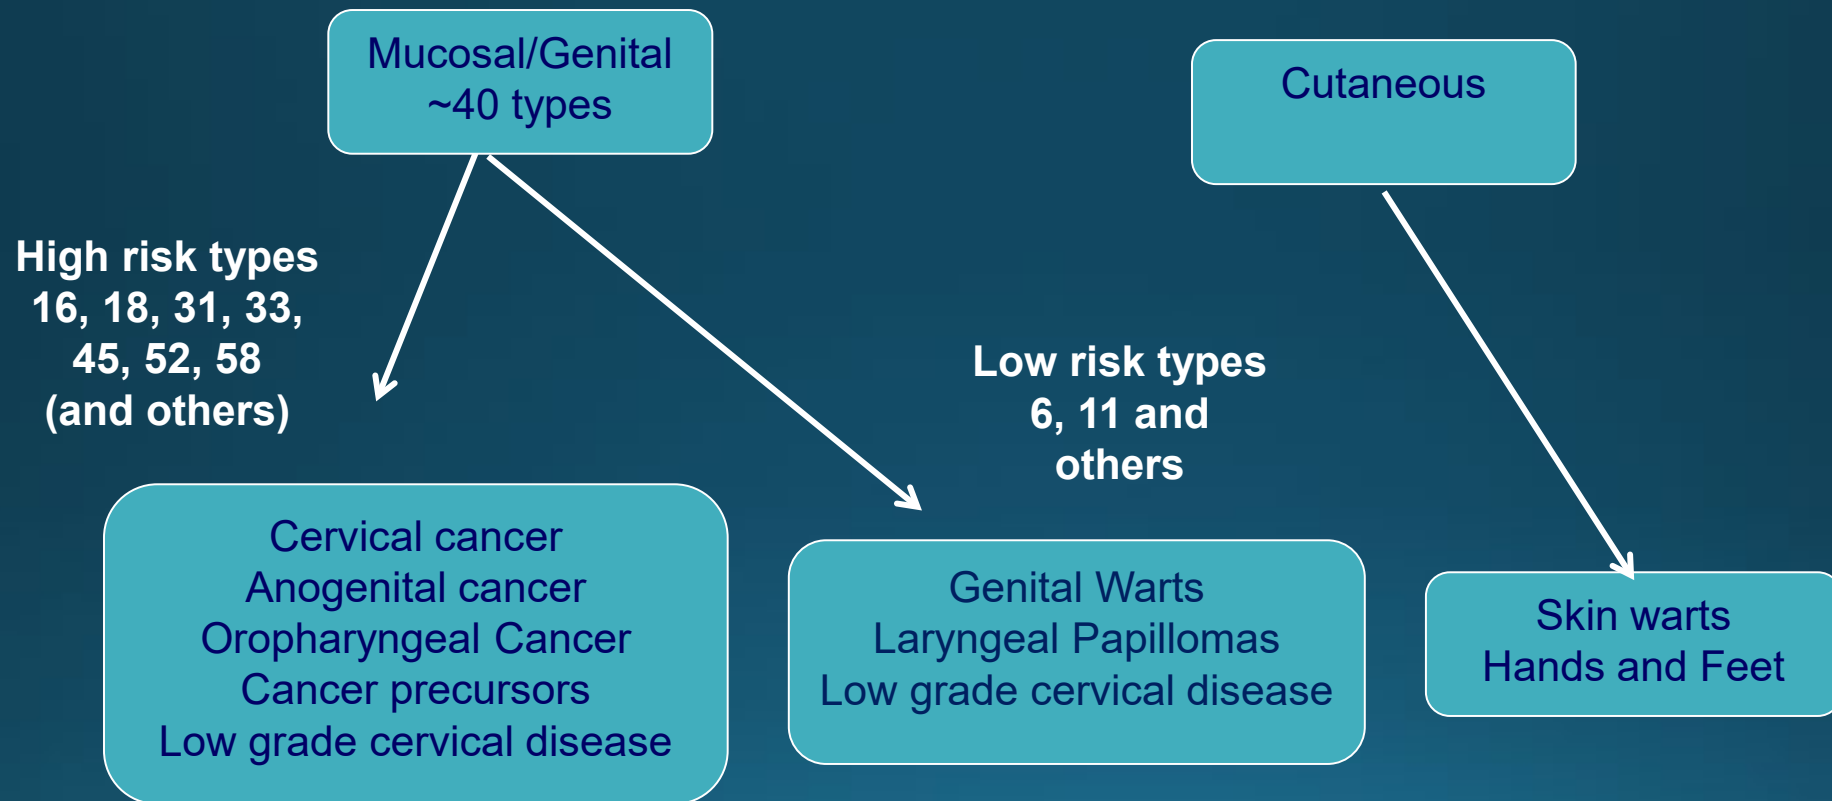 Mucosal/Genital
~40 types
Cutaneous
High risk types
16, 18, 31, 33,
45, 52, 58
(and others)
Low risk types
6, 11 and
others
Cervical cancer
Anogenital cancer
Oropharyngeal Cancer
Cancer precursors
Low grade cervical disease
Genital Warts
Laryngeal Papillomas
Low grade cervical disease
Skin warts
Hands and Feet